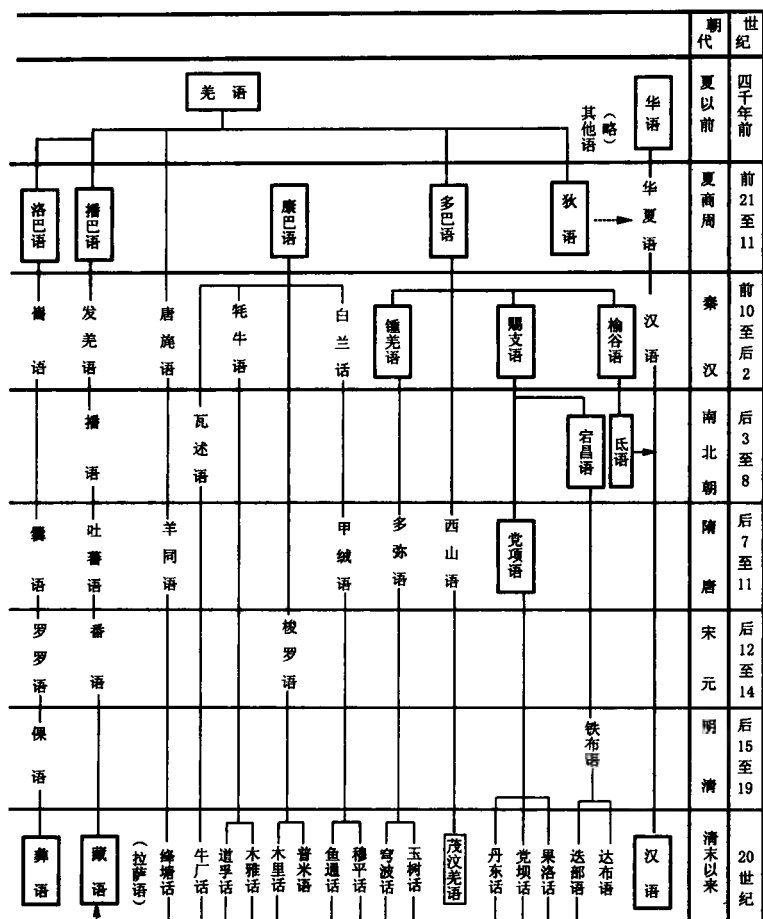 世纪
朝代
四千年前
夏以前
华语
其他语(略)
羌语
前21至11
夏商周
华夏语
狄语
多巴语
康巴语
播巴语
洛巴语
前10至后2
秦汉
汉语
榆谷语
赐支语
锺羌语
白兰话
牦牛语
唐旄语
发羌语
后3至8
南北朝
氐语
宕昌语
瓦述语
播语
后7至11
隋唐
党项语
西山语
多弥语
甲绒语
羊同语
吐蕃语
爨语
后12至14
宋元
梭罗语
番语
罗罗语
后15至19
明清
铁布语
倮语
20世纪
清末以来
汉语
达布语
迭部语
果洛话
党坝话
丹东话
茂汶羌语
玉树话
穹波话
穆平话
鱼通话
普米语
木里话
木雅话
道孚话
牛厂话
绛塘话
(拉萨语)
藏语
彝语